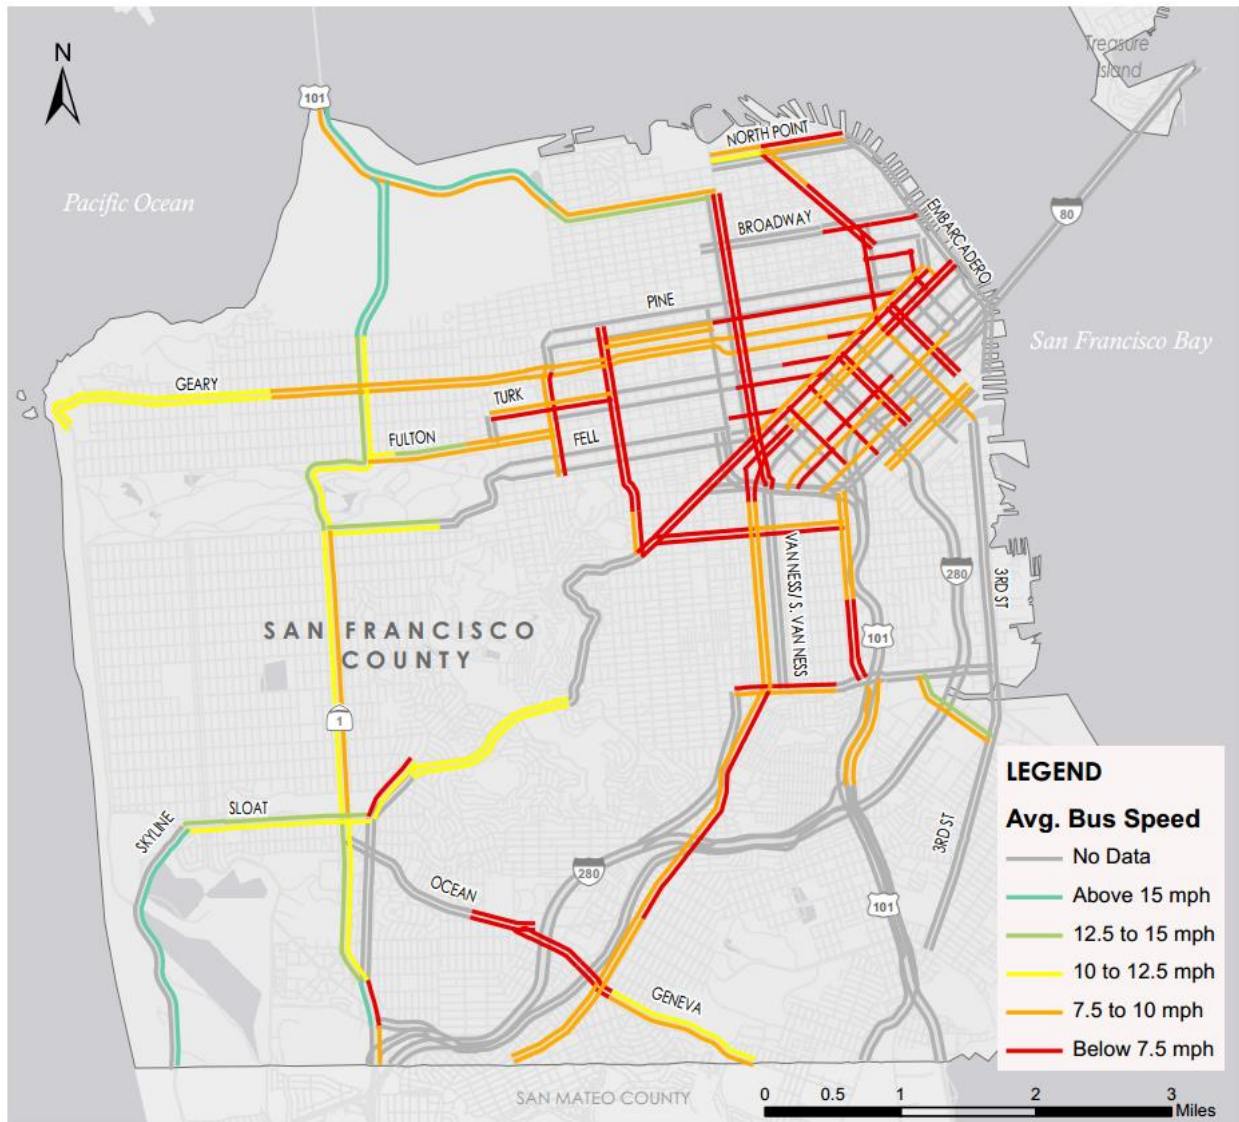 N
Treasure
Island
101
NORTH POINT
Pacific Ocean
EMBARCADERO
80
BROADWAY
PINE
San Francisco Bay
GEARY
TURK
FULTON
FELL
VAN NESS/ S. VAN NESS
280
3RD ST
101
SAN FRANCISCO
COUNTY
1
SLOAT
SKYLINE
3RD ST
280
OCEAN
101
GENEVA
LEGEND
Avg. Bus Speed
No Data
Above 15 mph
12.5 to 15 mph
10 to 12.5 mph
7.5 to 10 mph
Below 7.5 mph
SAN MATEO COUNTY
0 0.5 1 2 3
Miles